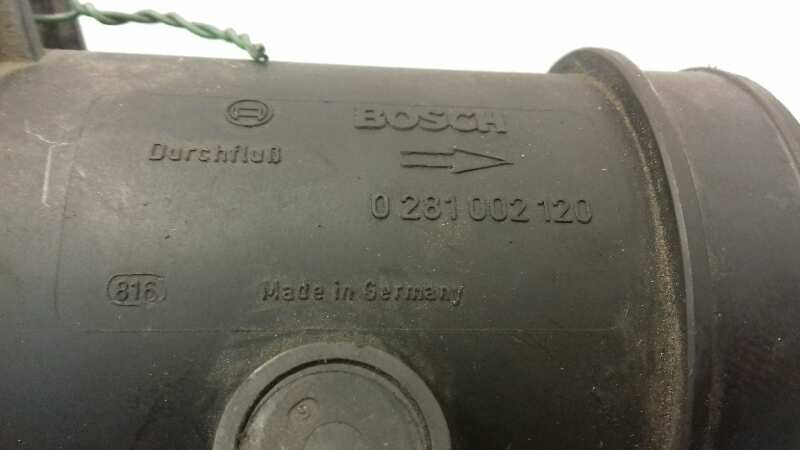 BOSCH
Durchfluß
0 281 002 120
816
Made in Germany